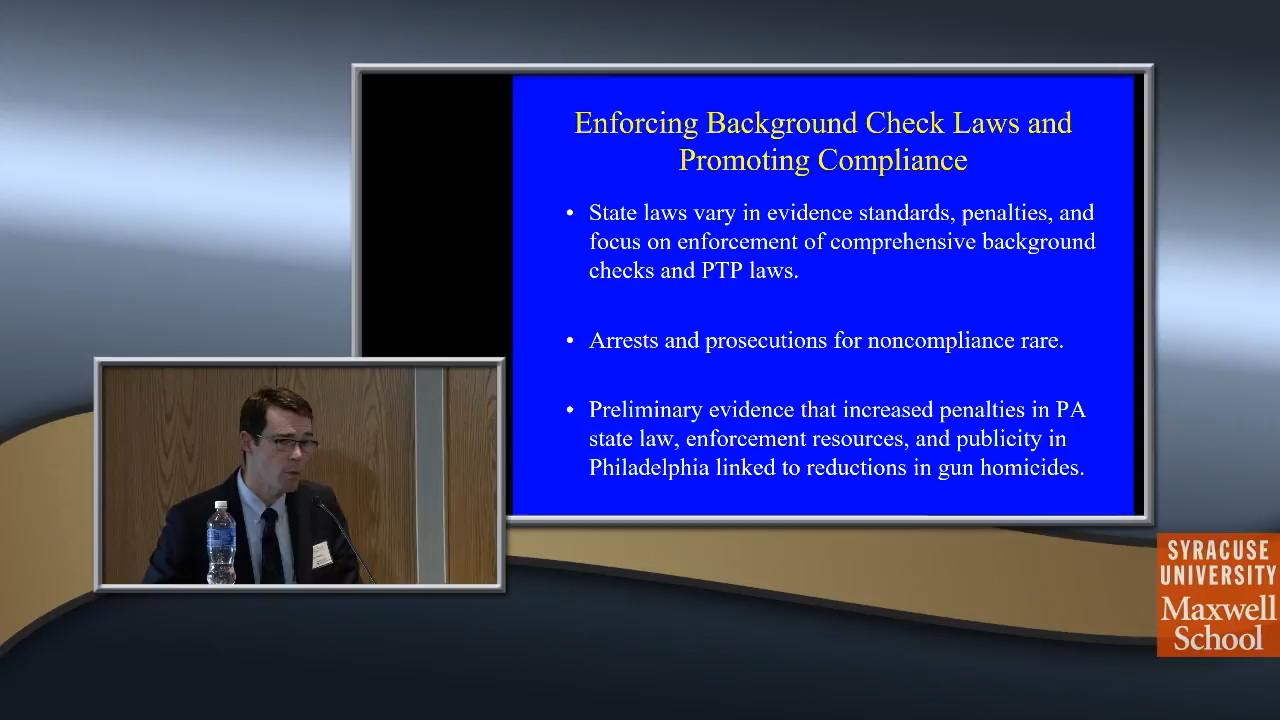 Enforcing Background Check Laws and
Promoting Compliance
• State laws vary in evidence standards, penalties, and
focus on enforcement of comprehensive background
checks and PTP laws.
• Arrests and prosecutions for noncompliance rare.
• Preliminary evidence that increased penalties in PA
state law, enforcement resources, and publicity in
Philadelphia linked to reductions in gun homicides.
SYRACUSE
UNIVERSITY
Maxwell
School